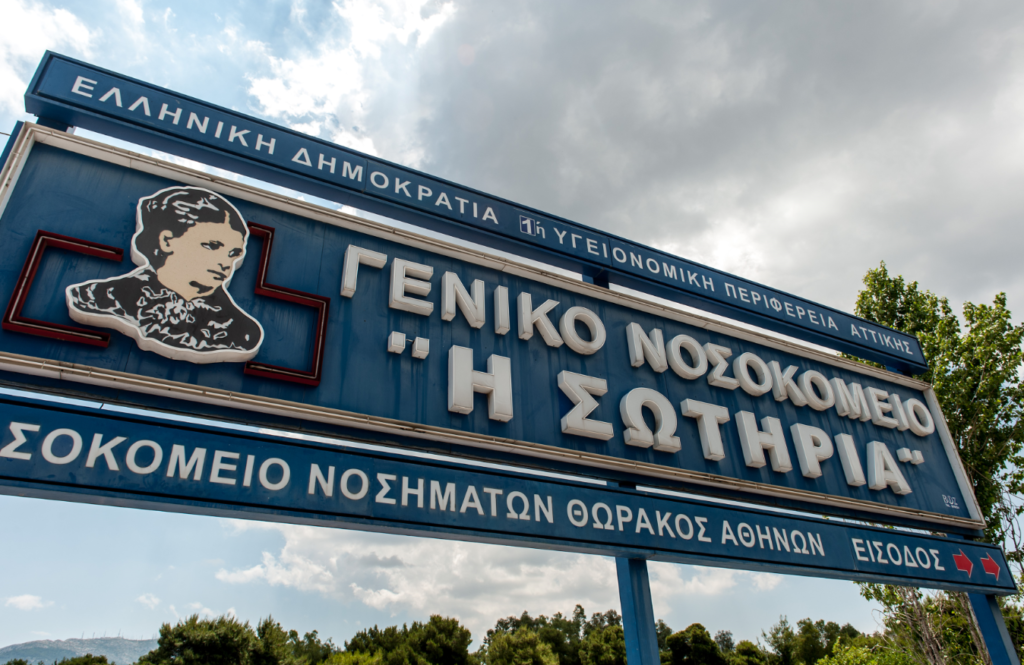 ΕΛΛΗΝΙΚΗ ΔΗΜΟΚΡΑΤΙΑ 1η ΥΓΕΙΟΝΟΜΙΚΗ ΠΕΡΙΦΕΡΕΙΑ ΑΤΤΙΚΗΣ
ΓΕΝΙΚΟ ΝΟΣΟΚΟΜΕΙΟ
"Η ΣΩΤΗΡΙΑ"
ΣΟΚΟΜΕΙΟ ΝΟΣΗΜΑΤΩΝ ΘΩΡΑΚΟΣ ΑΘΗΝΩΝ ΕΙΣΟΔΟΣ